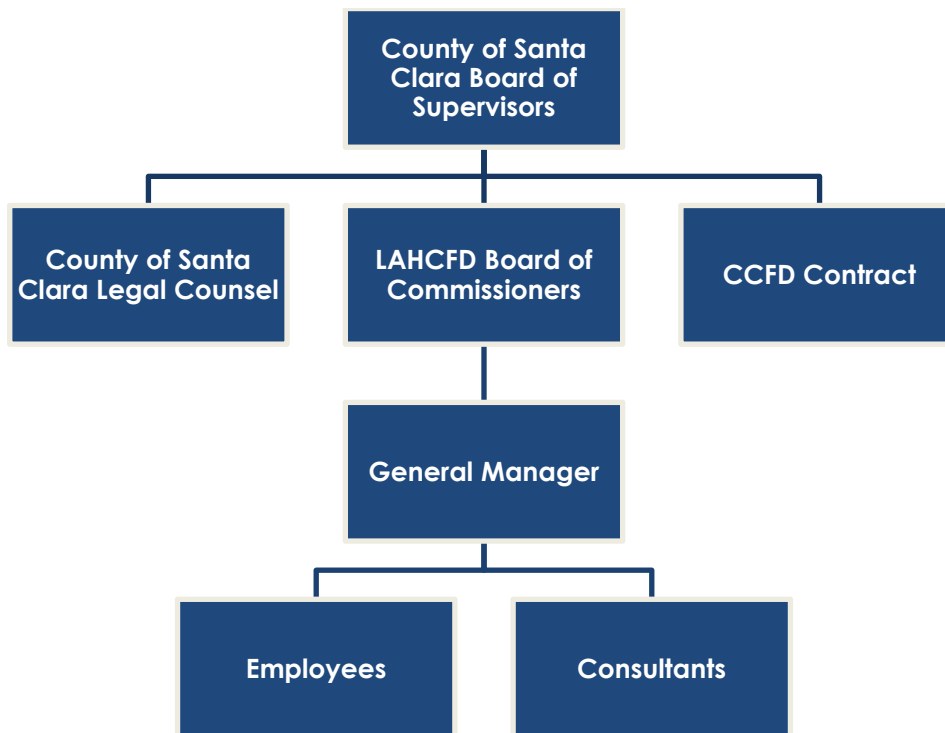 County of Santa
Clara Board of
Supervisors
County of Santa
Clara Legal Counsel
LAHCFD Board of
Commissioners
CCFD Contract
General Manager
Employees
Consultants